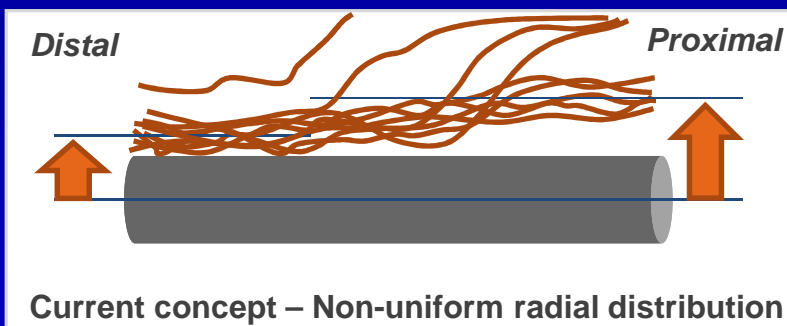 Distal
Proximal
Current concept – Non-uniform radial distribution